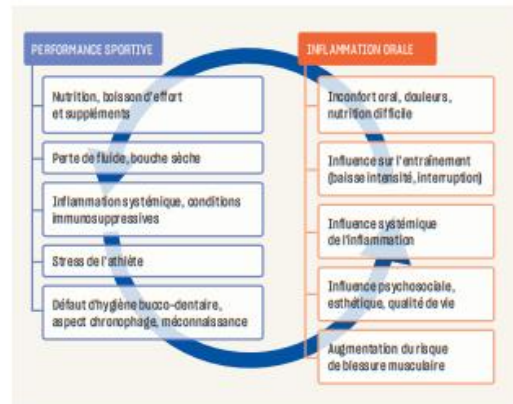 PERFORMANCE SPORTIVE
Nutrition, boisson d'effort
et suppléments
Perte de fluide, bouche sèche
Inflammation systémique, conditions
immunosuppressives
Stress de l'athlète
Défaut d'hygiène bucco-dentaire,
aspect chronophage, méconnaissance
INFLAMMATION ORALE
Inconfort oral, douleurs,
nutrition difficile
Influence sur l'entraînement
(baisse intensité, interruption)
Influence systémique
de l'inflammation
Influence psychosociale,
esthétique, qualité de vie
Augmentation du risque
de blessure musculaire